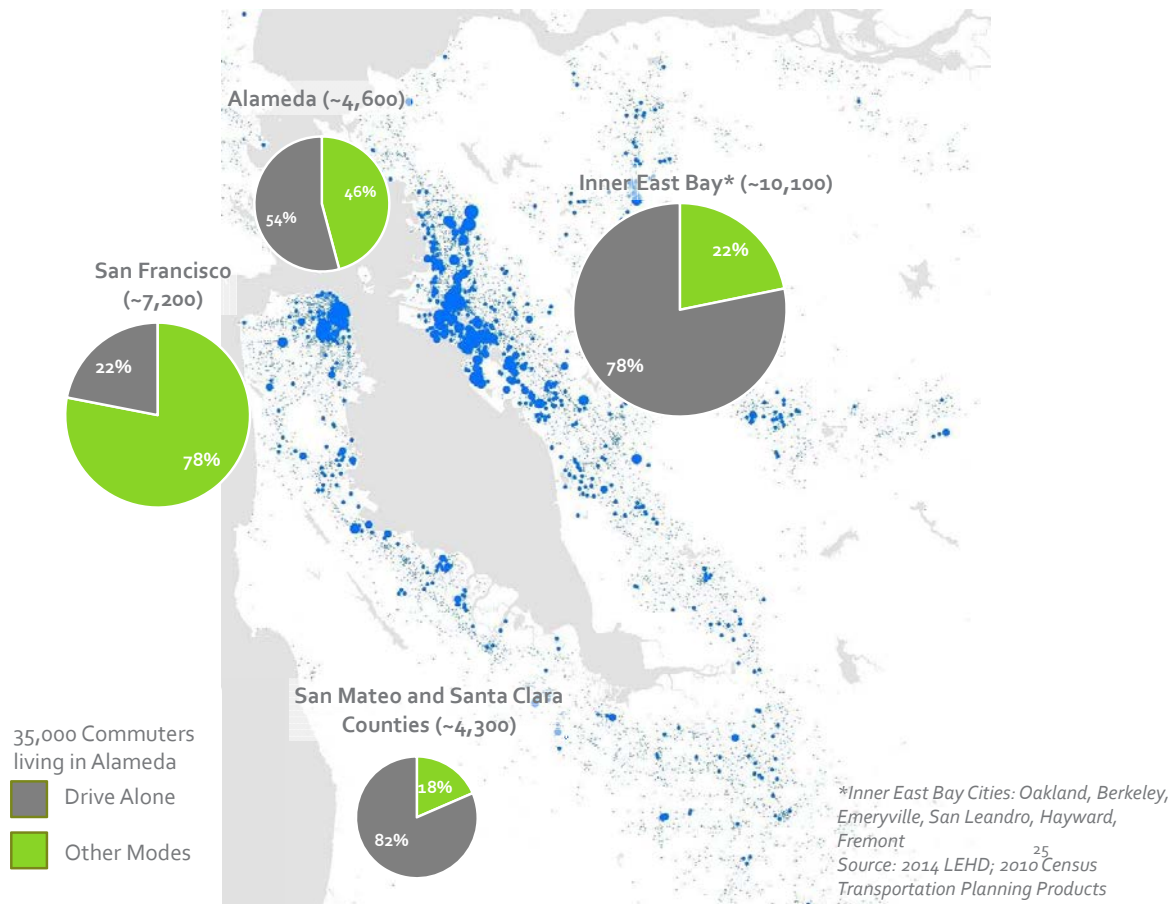 Alameda (~4,600)
46%
54%
Inner East Bay* (~10,100)
22%
78%
San Francisco
(~7,200)
22%
78%
San Mateo and Santa Clara
Counties (~4,300)
18%
82%
35,000 Commuters
living in Alameda
Drive Alone
Other Modes
*Inner East Bay Cities: Oakland, Berkeley,
Emeryville, San Leandro, Hayward,
Fremont
25
Source: 2014 LEHD; 2010 Census
Transportation Planning Products